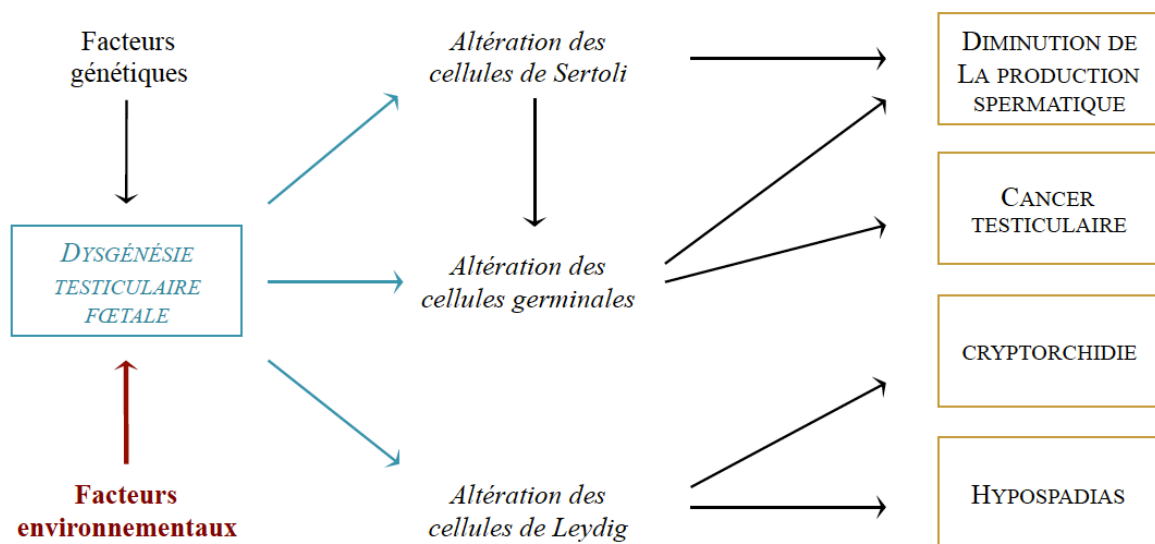 Facteurs
génétiques
Altération des
cellules de Sertoli
DIMINUTION DE
LA PRODUCTION
SPERMATIQUE
CANCER
TESTICULAIRE
DYSGÉNÉSIE
TESTICULAIRE
FŒTALE
Altération des
cellules germinales
CRYPTORCHIDIE
Facteurs
environnementaux
Altération des
cellules de Leydig
HYPOSPADIAS